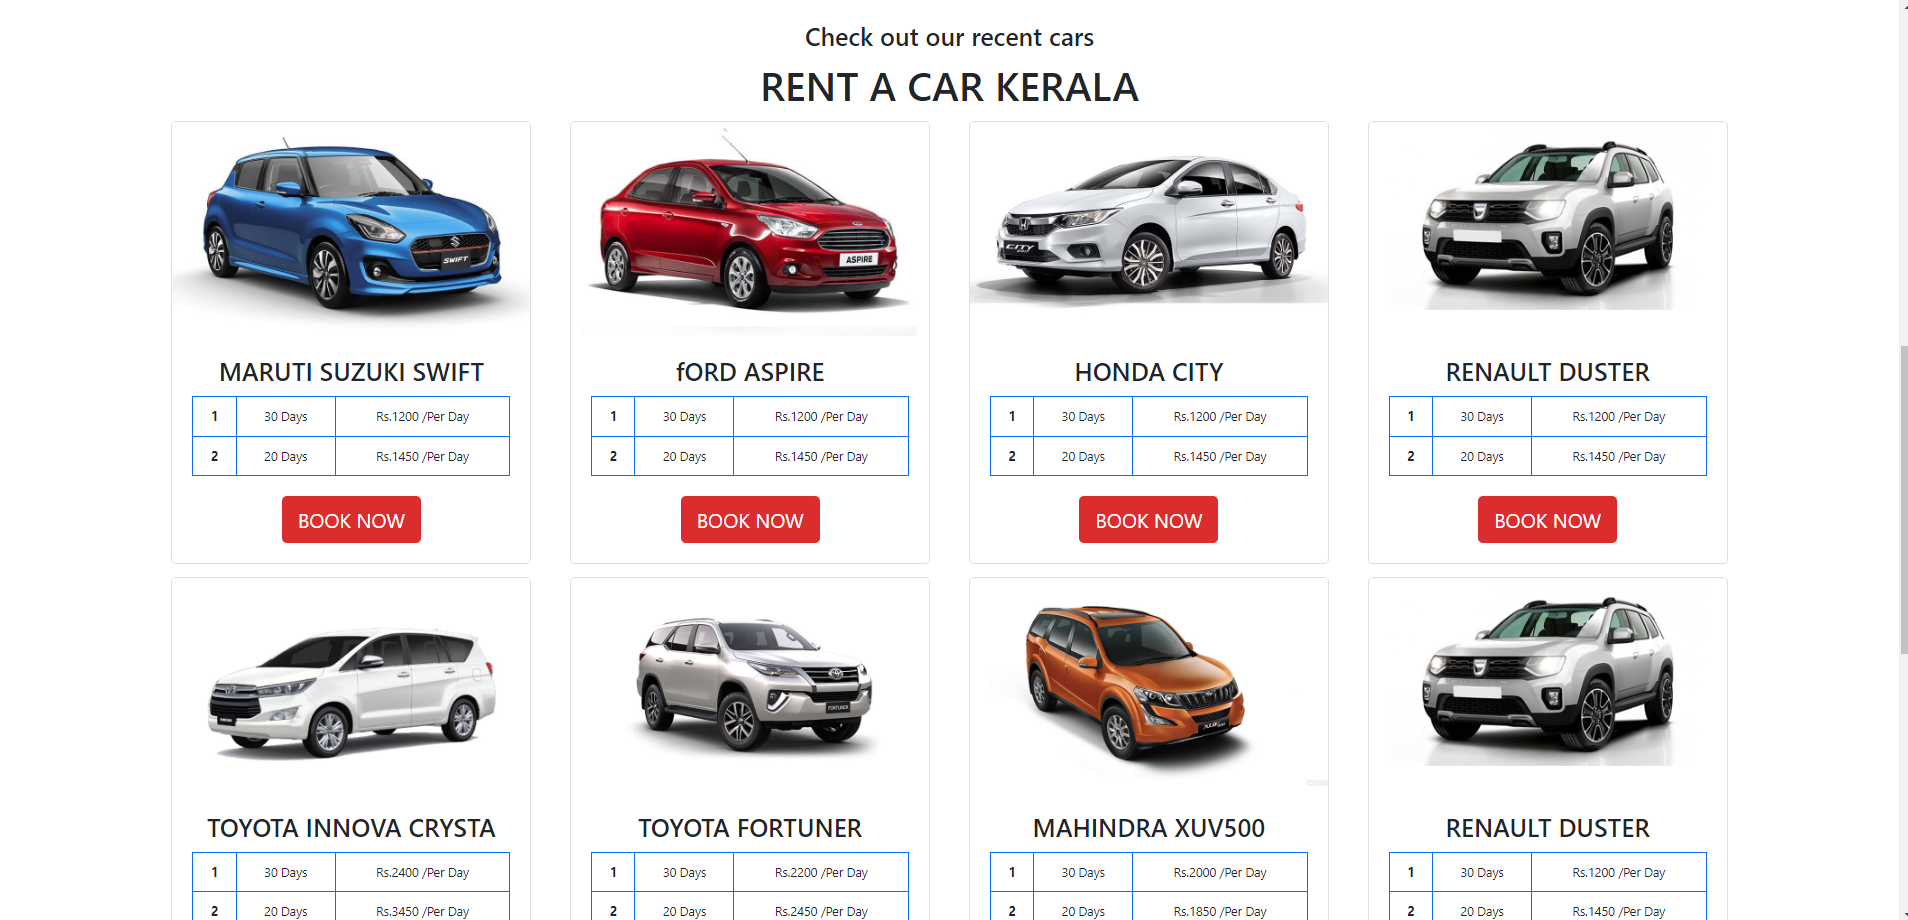 Check out our recent cars
RENT A CAR KERALA
SWIFT
ASPIRE
CITY
MARUTI SUZUKI SWIFT
fORD ASPIRE
HONDA CITY
RENAULT DUSTER
1 30 Days Rs.1200 /Per Day
2 20 Days Rs.1450 /Per Day
1 30 Days Rs.1200 /Per Day
2 20 Days Rs.1450 /Per Day
1 30 Days Rs.1200 /Per Day
2 20 Days Rs.1450 /Per Day
1 30 Days Rs.1200 /Per Day
2 20 Days Rs.1450 /Per Day
BOOK NOW
BOOK NOW
BOOK NOW
BOOK NOW
FORTUNER
XUV500
TOYOTA INNOVA CRYSTA
TOYOTA FORTUNER
MAHINDRA XUV500
RENAULT DUSTER
1 30 Days Rs.2400 /Per Day
2 20 Days Rs.3450 /Per Day
1 30 Days Rs.2200 /Per Day
2 20 Days Rs.2450 /Per Day
1 30 Days Rs.2000 /Per Day
2 20 Days Rs.1850 /Per Day
1 30 Days Rs.1200 /Per Day
2 20 Days Rs.1450 /Per Day